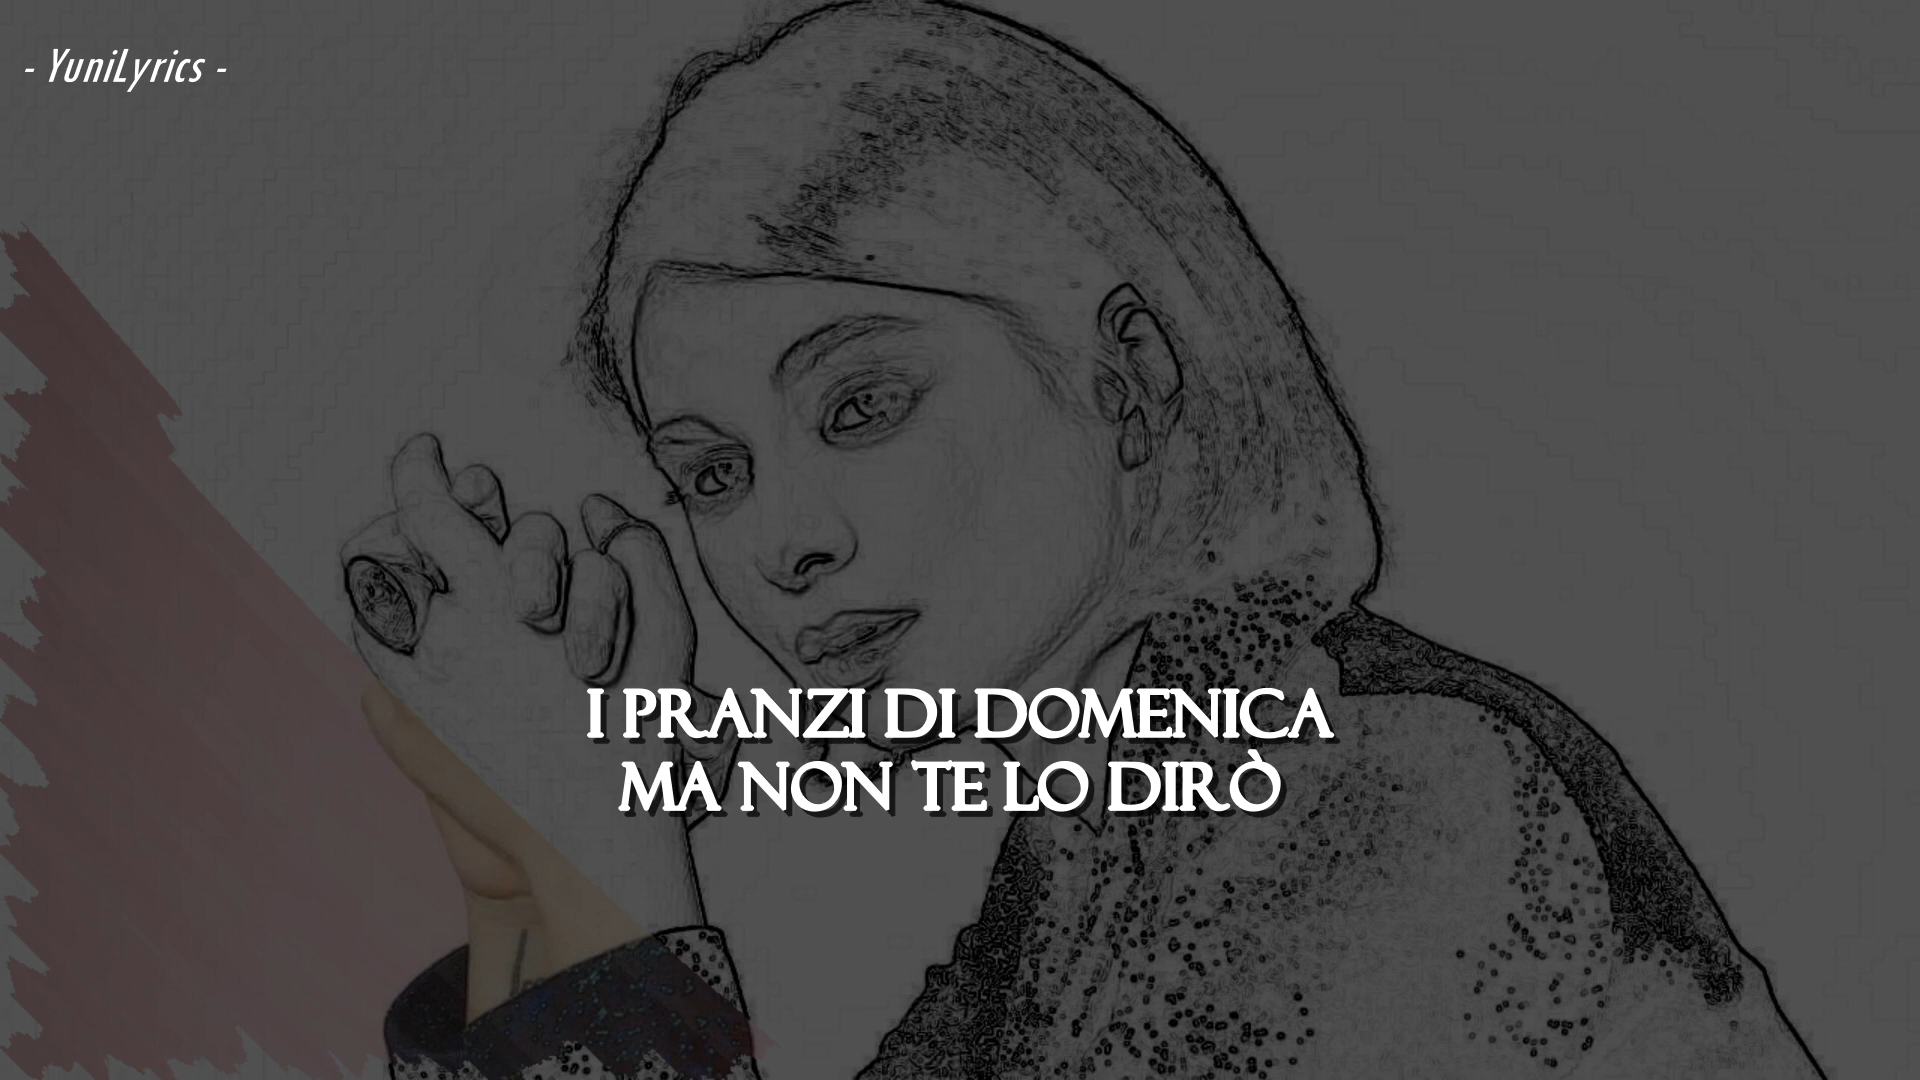 - YuniLyrics -
I PRANZI DI DOMENICA
MA NON TE LO DIRÒ